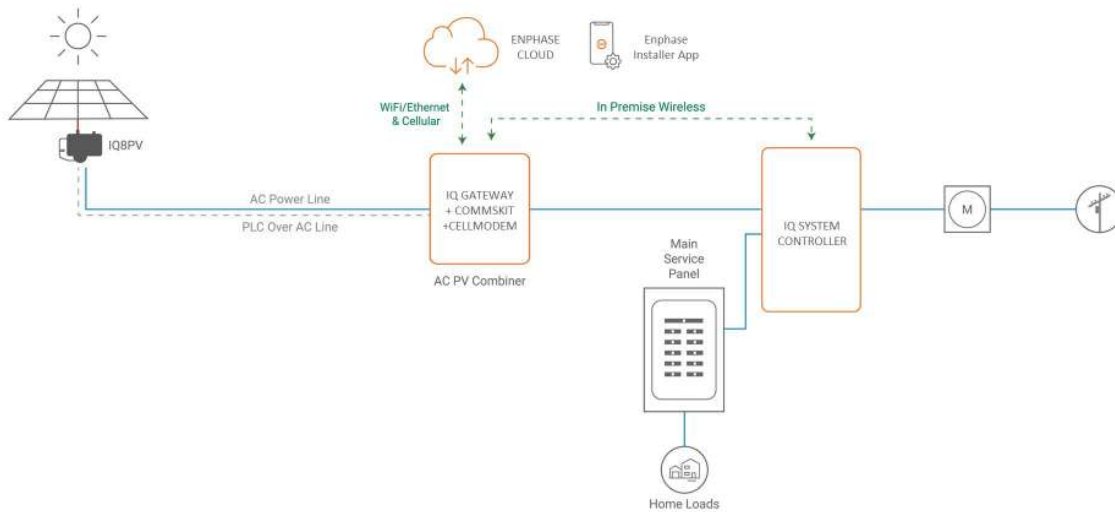 ENPHASE
CLOUD
Enphase
Installer App
WiFi/Ethernet
& Cellular
In Premise Wireless
IQ8PV
AC Power Line
PLC Over AC Line
IQ GATEWAY
+ COMMSKIT
+CELLMODEM
AC PV Combiner
IQ SYSTEM
CONTROLLER
M
Main
Service
Panel
Home Loads